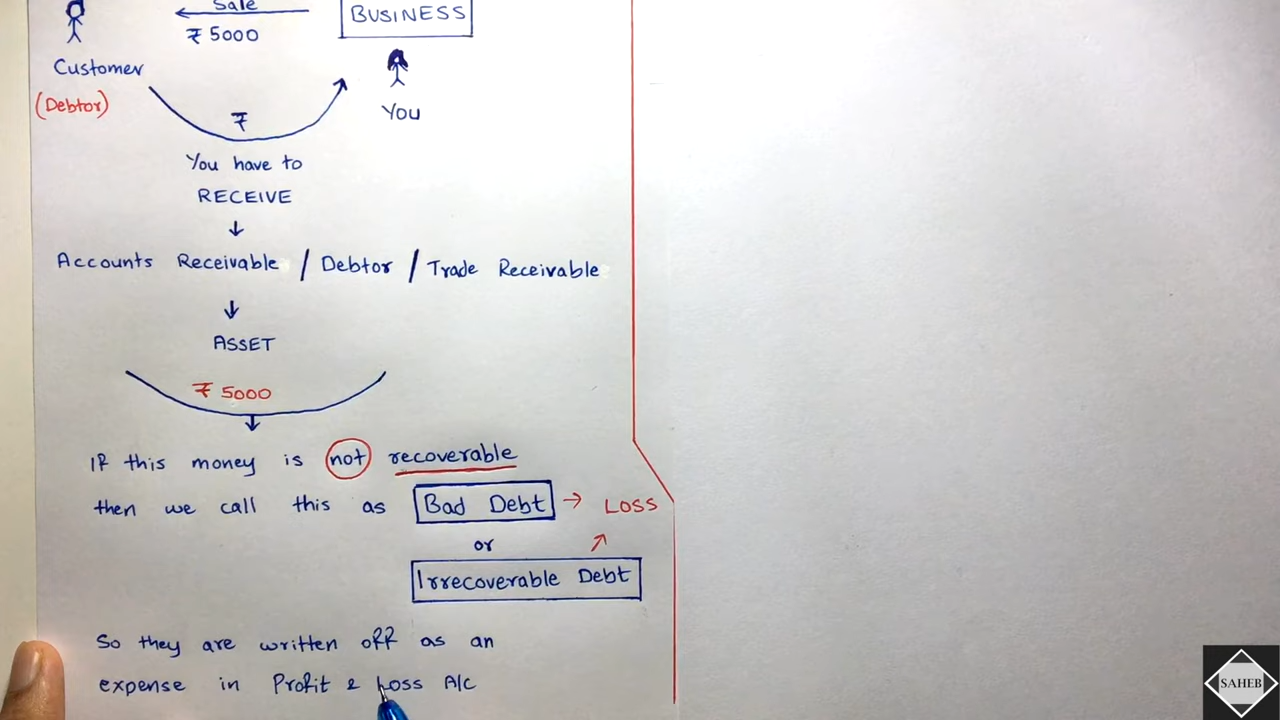 Sale
BUSINESS
₹ 5000
Customer
(Debtor)
You
₹
You have to
RECEIVE
Accounts Receivable / Debtor / Trade Receivable
ASSET
₹ 5000
If this money is not recoverable
then we call this as Bad Debt → LOSS
or
Irrecoverable Debt
So they are written off as an
expense in Profit & Loss A/c
SAHEB